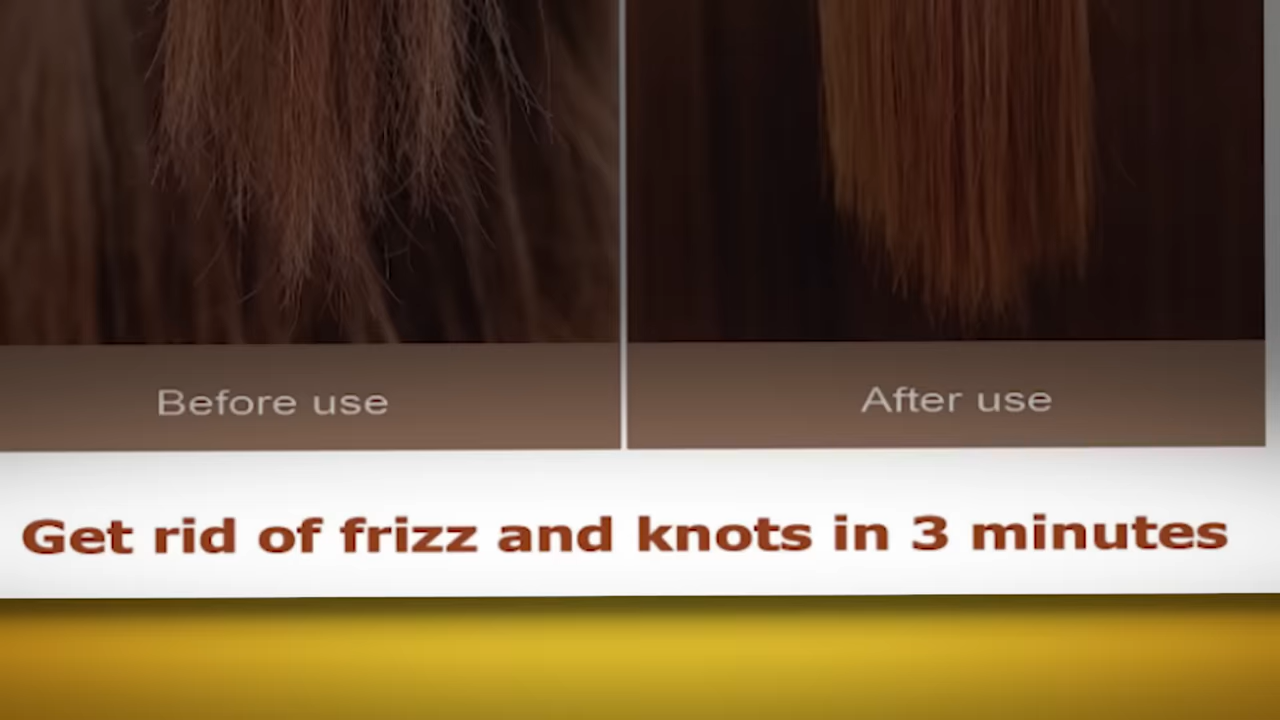 Before use
After use
Get rid of frizz and knots in 3 minutes